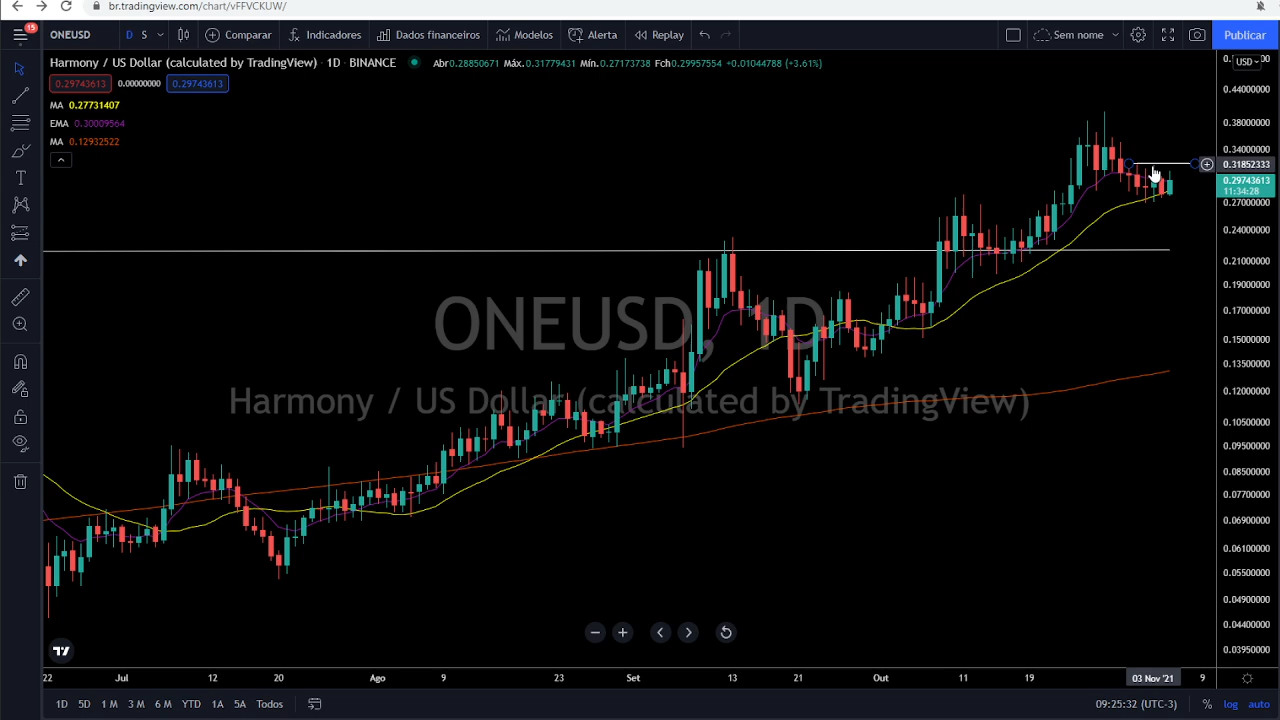 br.tradingview.com/chart/vFFVCKUW/
15 ONEUSD D S Comparar Indicadores Dados financeiros Modelos Alerta Replay Sem nome Publicar
Harmony / US Dollar (calculated by TradingView) · 1D · BINANCE Abr0.28850671 Máx.0.31779431 Mín.0.27173738 Fch0.29957554 +0.01044788 (+3.61%) USD
0.29743613 0.00000000 0.29743613
MA 0.27731407
EMA 0.30009564
MA 0.12932522
0.44000000
0.38000000
0.34000000
0.31852333
0.29743613
11:34:28
0.27000000
0.24000000
0.21000000
0.19000000
0.17000000
0.15000000
0.13500000
0.12000000
0.10500000
0.09500000
0.08500000
0.07700000
0.06900000
0.06100000
0.05500000
0.04900000
0.04400000
0.03950000
ONEUSD, 1D
Harmony / US Dollar (calculated by TradingView)
22 Jul 12 20 Ago 9 23 Set 13 21 Out 11 19 03 Nov '21 9
1D 5D 1 M 3 M 6 M YTD 1A 5A Todos 09:25:32 (UTC-3) % log auto